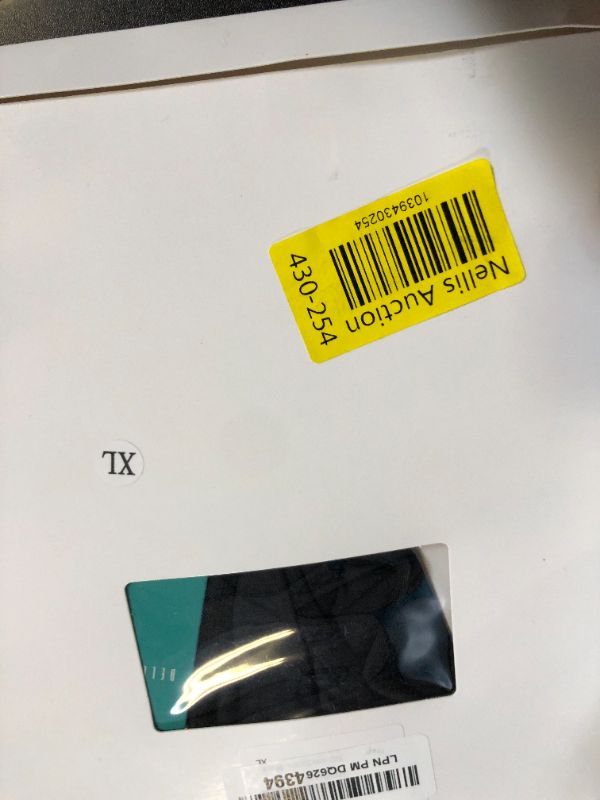 1039430254
Nellis Auction
430-254
XL
XL
LPN PM DQ6264394